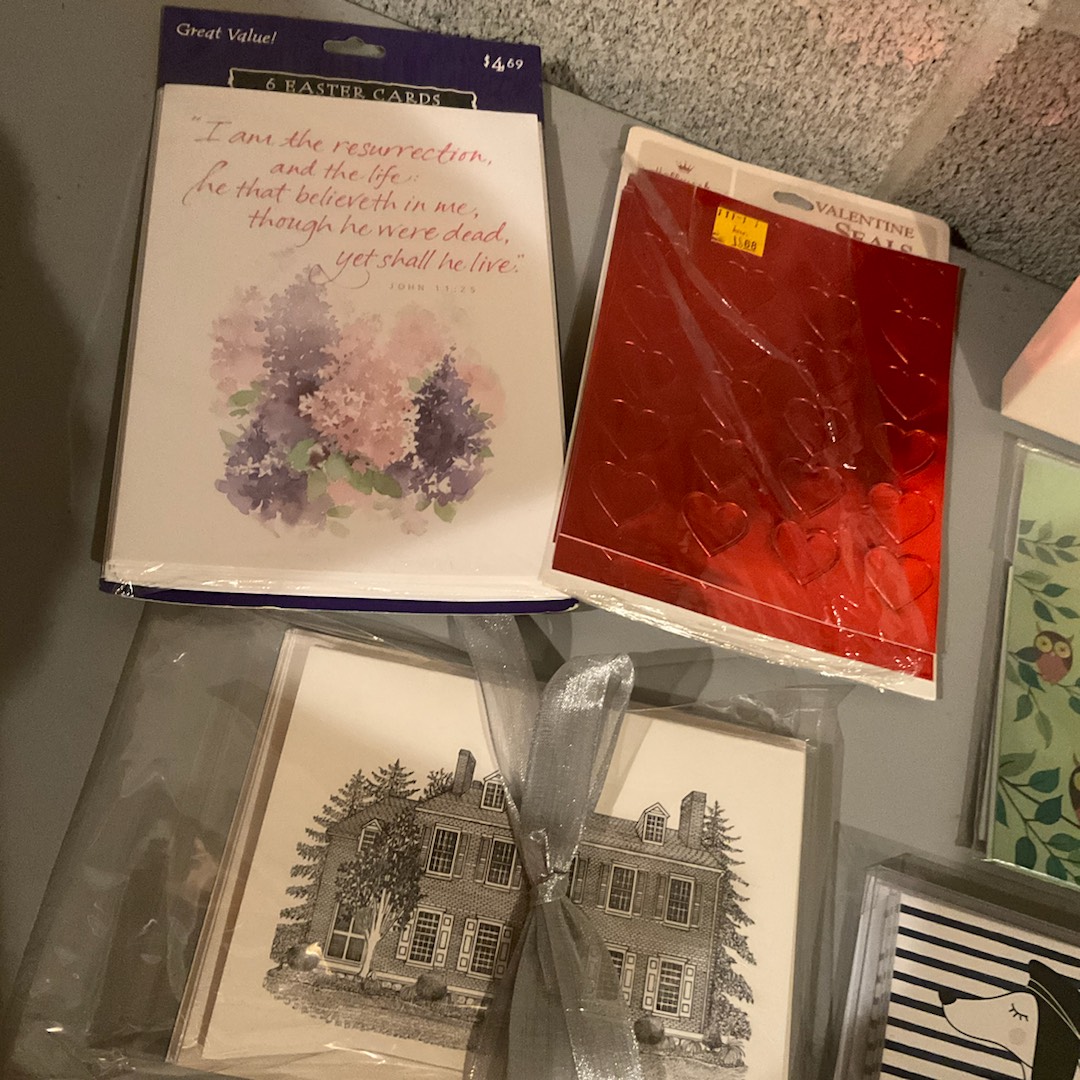 Great Value!
$4.69
6 EASTER CARDS
"I am the resurrection,
and the life:
he that believeth in me,
though he were dead,
yet shall he live."
JOHN 11:25
VALENTINE
SEALS